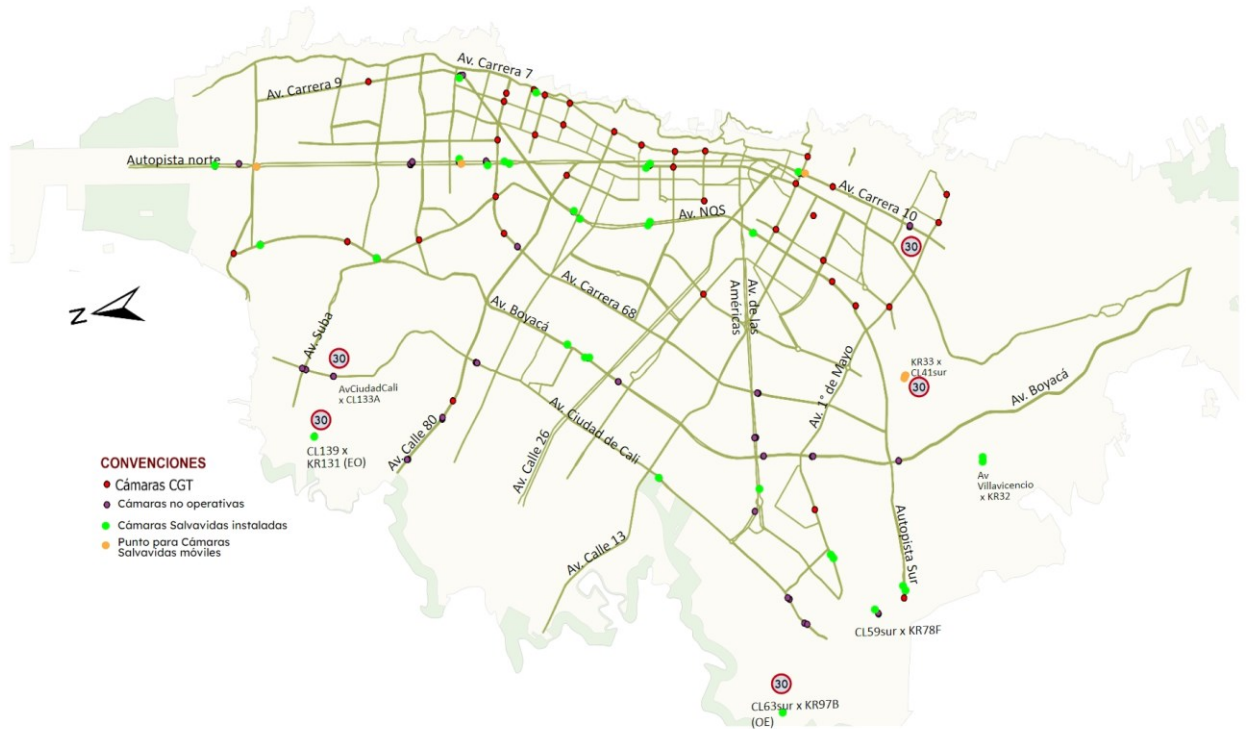 Av. Carrera 7
Av. Carrera 9
Autopista norte
Av. Carrera 10
Av. NQS
30
N
Av. Carrera 68
Av. de las
Américas
Av. Boyacá
Av. Suba
30
AvCiudadCali
x CL133A
KR33 x
CL41sur
30
Av. 1° de Mayo
Av. Boyacá
30
CL139 x
KR131 (EO)
Av. Calle 80
Av. Ciudad de Cali
Av. Calle 26
Av
Villavicencio
x KR32
CONVENCIONES
Cámaras CGT
Cámaras no operativas
Cámaras Salvavidas instaladas
Punto para Cámaras
Salvavidas móviles
Av. Calle 13
Autopista Sur
CL59sur x KR78F
30
CL63sur x KR97B
(OE)